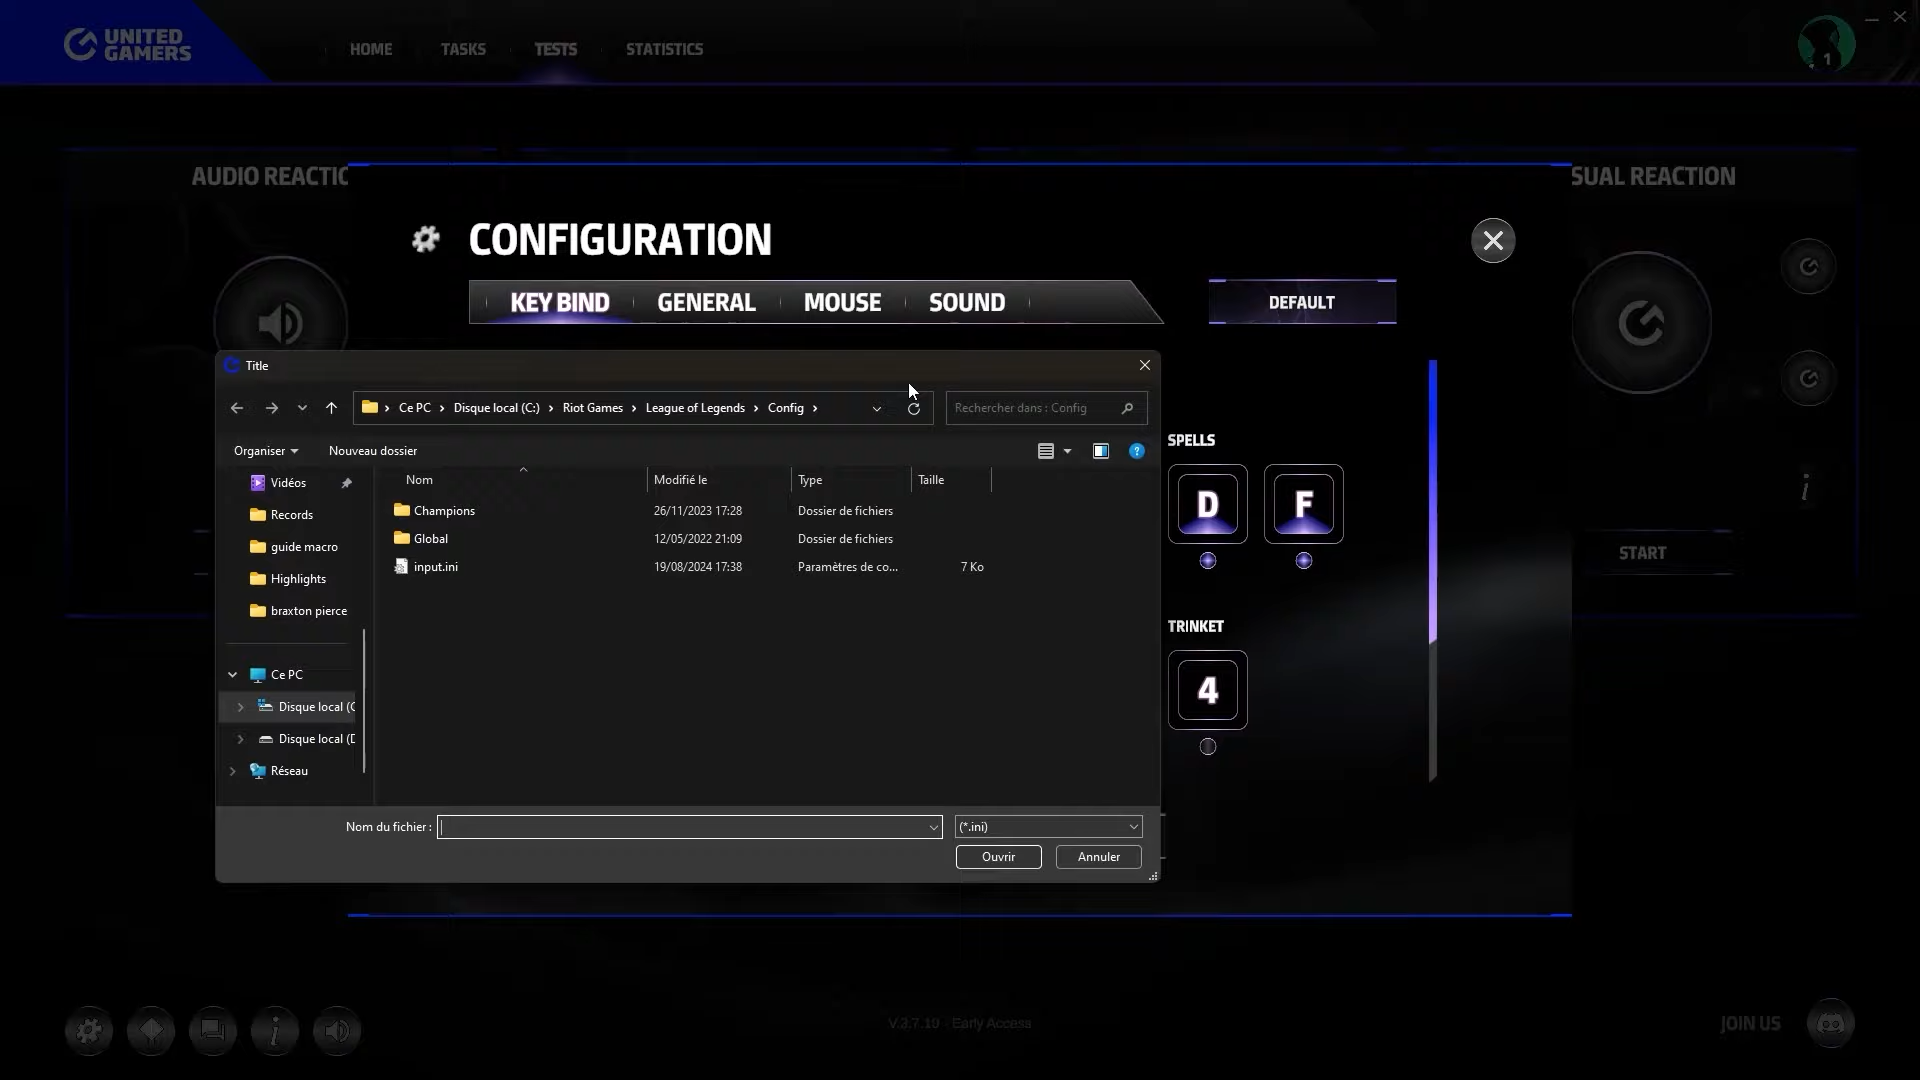 UNITED
GAMERS
HOME
TASKS
TESTS
STATISTICS
1
AUDIO REACTIC
SUAL REACTION
CONFIGURATION
KEY BIND
GENERAL
MOUSE
SOUND
DEFAULT
Title
Ce PC
Disque local (C:)
Riot Games
League of Legends
Config
Rechercher dans : Config
Organiser
Nouveau dossier
Vidéos
Records
guide macro
Highlights
braxton pierce
Ce PC
Disque local (C
Disque local (D
Réseau
Nom Modifié le Type Taille
Champions 26/11/2023 17:28 Dossier de fichiers
Global 12/05/2022 21:09 Dossier de fichiers
input.ini 19/08/2024 17:38 Paramètres de co... 7 Ko
Nom du fichier :
(*.ini)
Ouvrir
Annuler
SPELLS
D
F
TRINKET
4
START
V.3.7.10 - Early Access
JOIN US